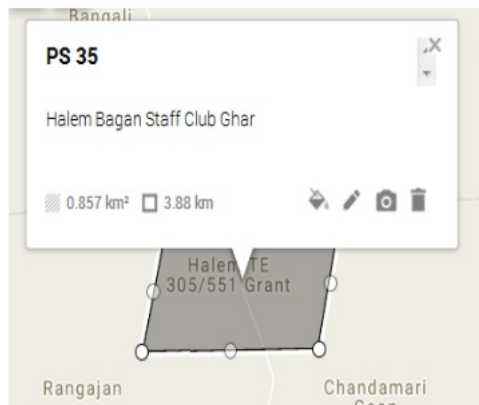 Bangali
PS 35
Halem Bagan Staff Club Ghar
0.857 km² 3.88 km
Halem TE
305/551 Grant
Rangajan
Chandamari
Gaon